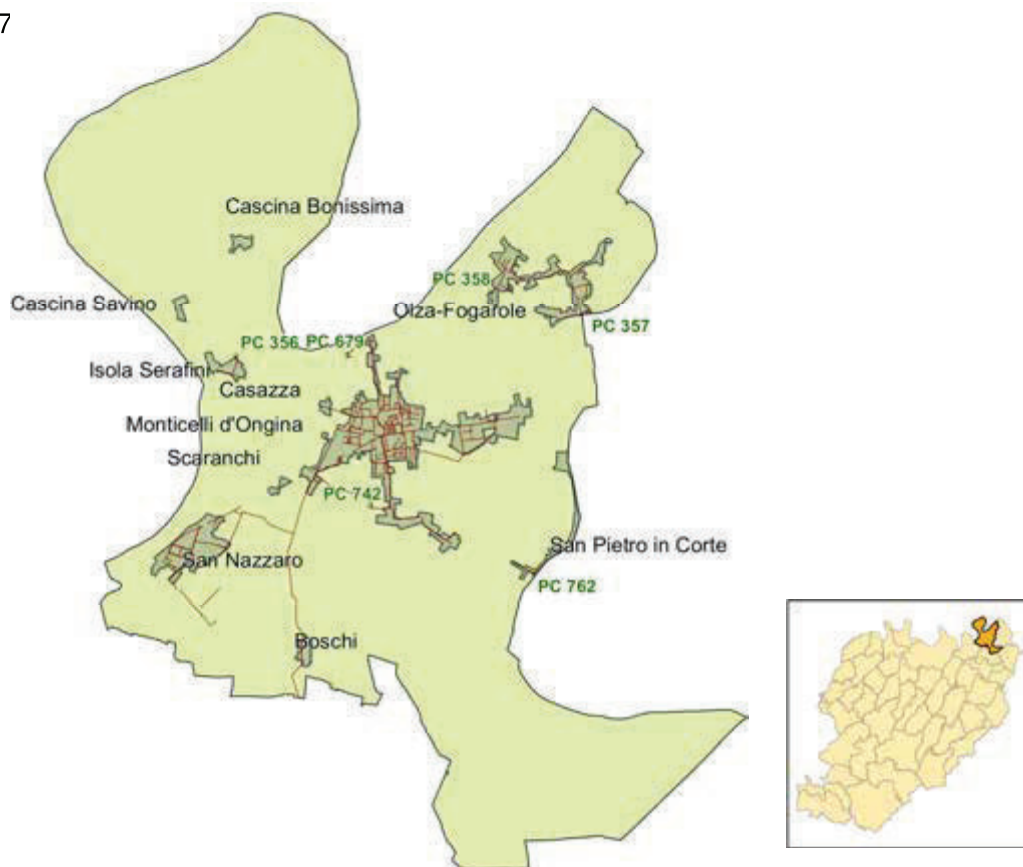 7
Cascina Bonissima
PC 358
Cascina Savino
Olza-Fogarole
PC 357
PC 356 PC 679
Isola Serafini
Casazza
Monticelli d'Ongina
Scaranchi
PC 742
San Pietro in Corte
San Nazzaro
PC 762
Boschi